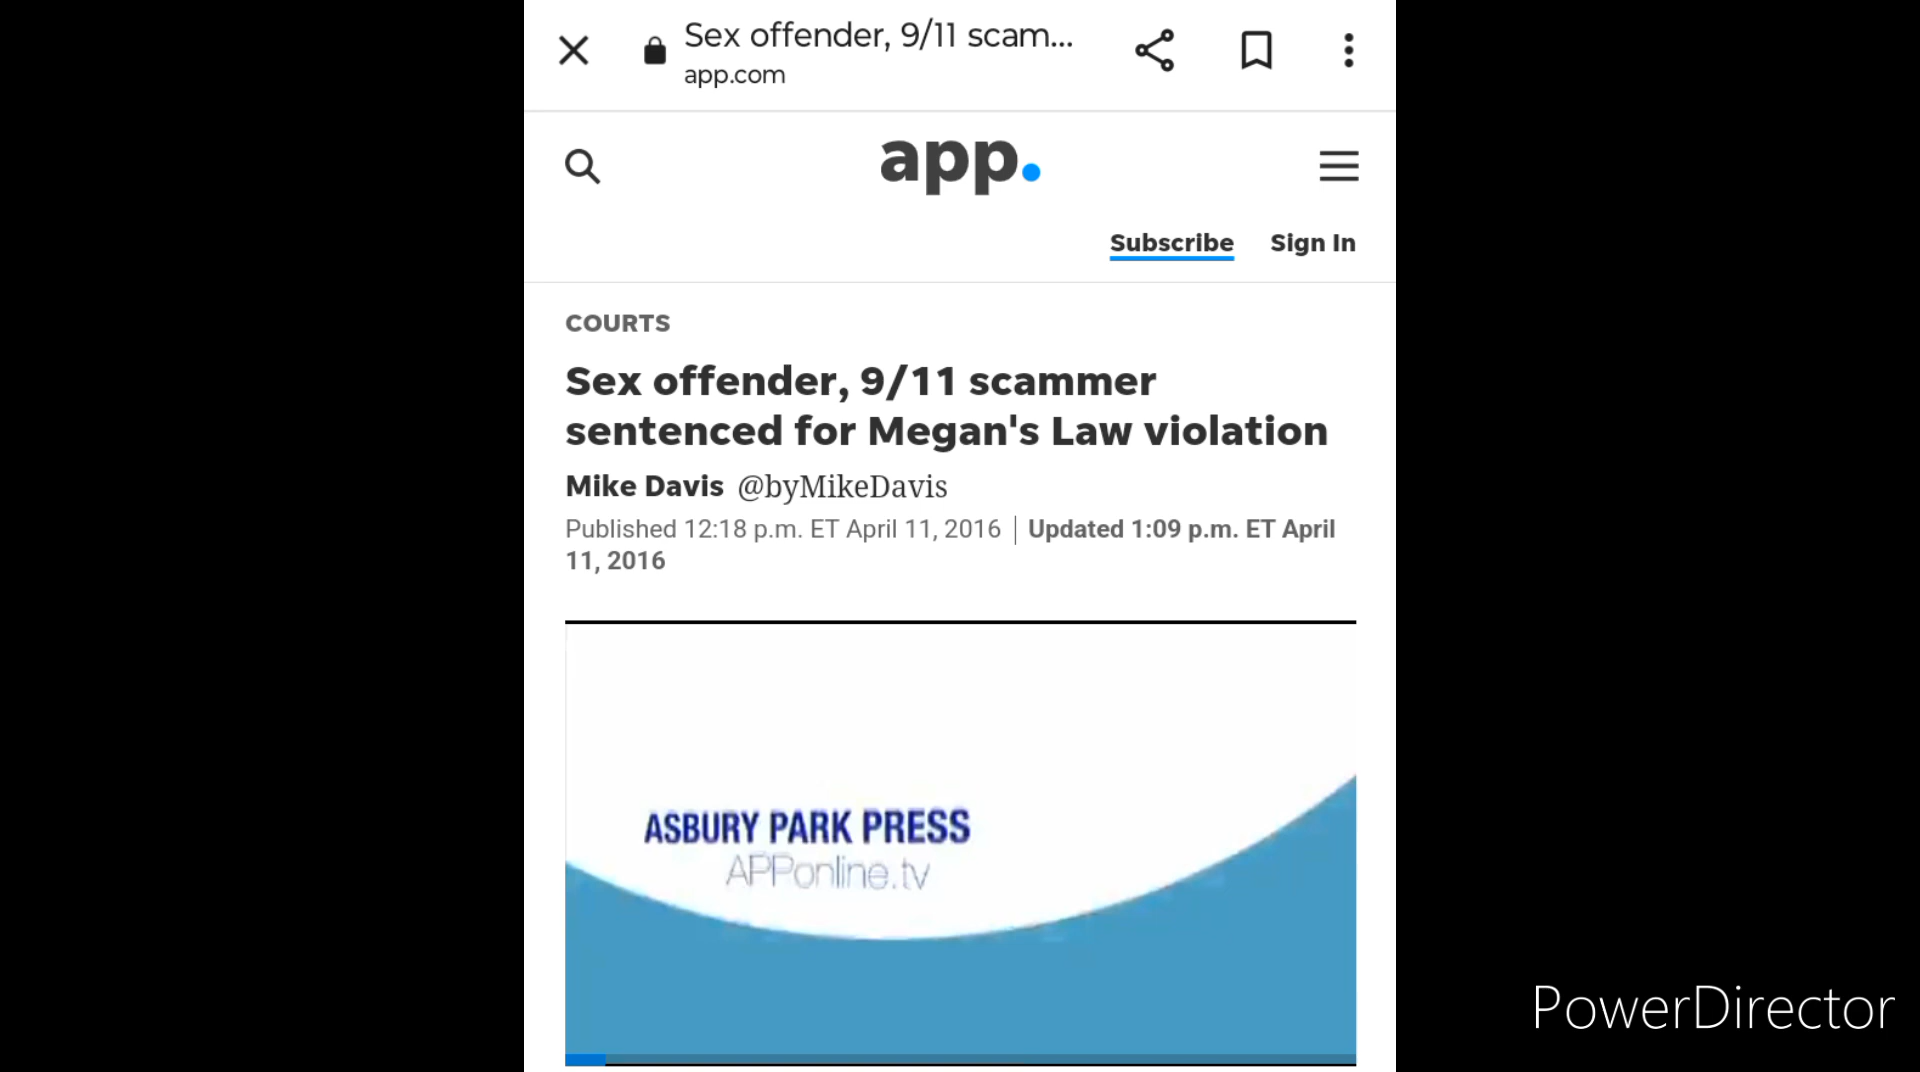 Sex offender, 9/11 scam...
app.com
app.
Subscribe Sign In
COURTS
Sex offender, 9/11 scammer
sentenced for Megan's Law violation
Mike Davis @byMikeDavis
Published 12:18 p.m. ET April 11, 2016 | Updated 1:09 p.m. ET April
11, 2016
ASBURY PARK PRESS
APPonline.tv
PowerDirector